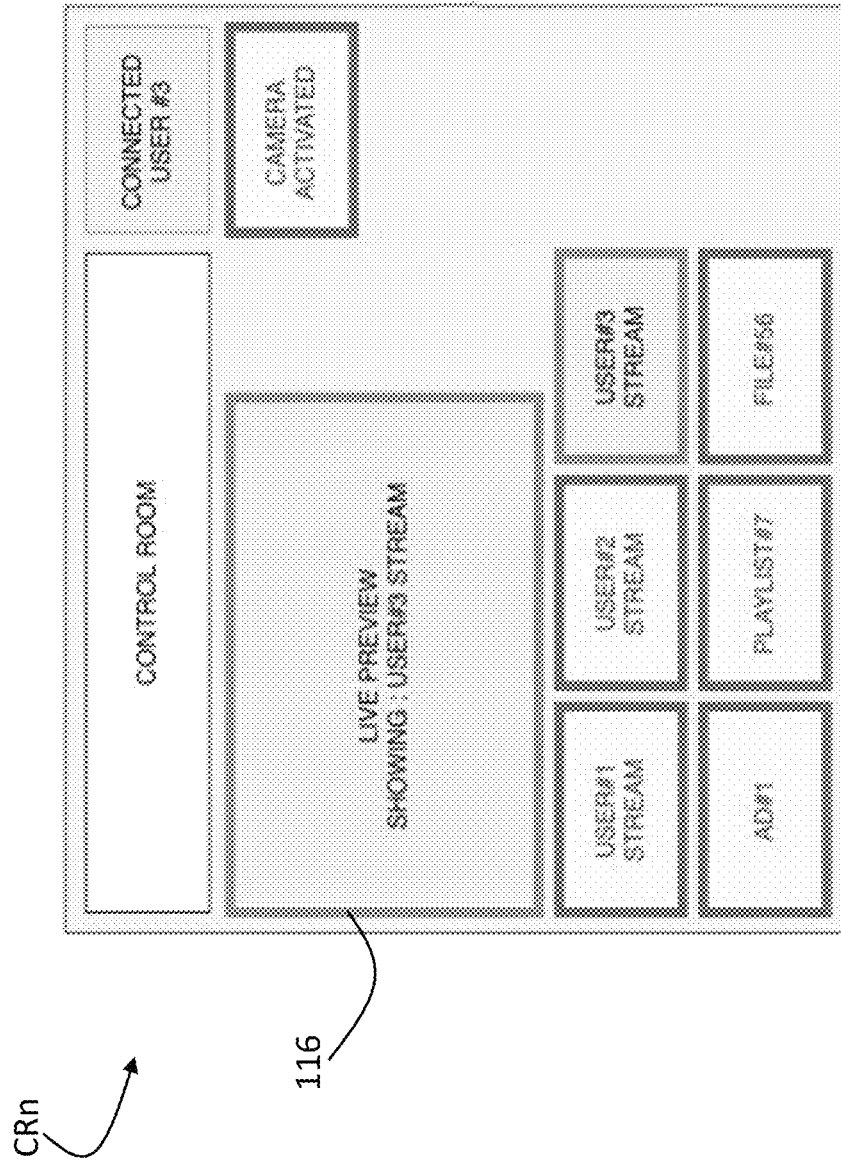 CRn
116
CONTROL ROOM
CONNECTED
USER #3
CAMERA
ACTIVATED
LIVE PREVIEW
SHOWING : USER#3 STREAM
USER#1
STREAM
USER#2
STREAM
USER#3
STREAM
AD#1
PLAYLIST#7
FILE#56